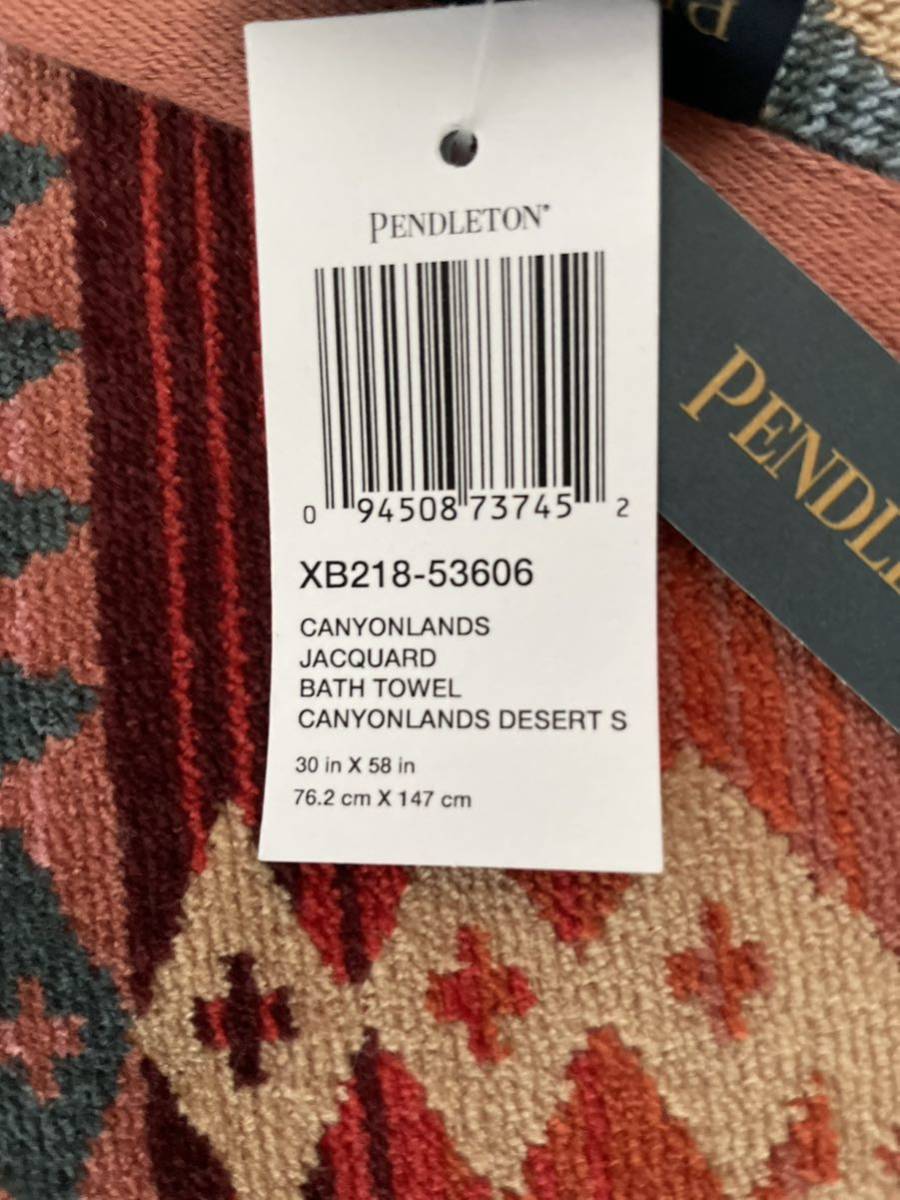 PENDLETON®
0 94508 73745 2
XB218-53606
CANYONLANDS
JACQUARD
BATH TOWEL
CANYONLANDS DESERT S
30 in X 58 in
76.2 cm X 147 cm
PENDL
P